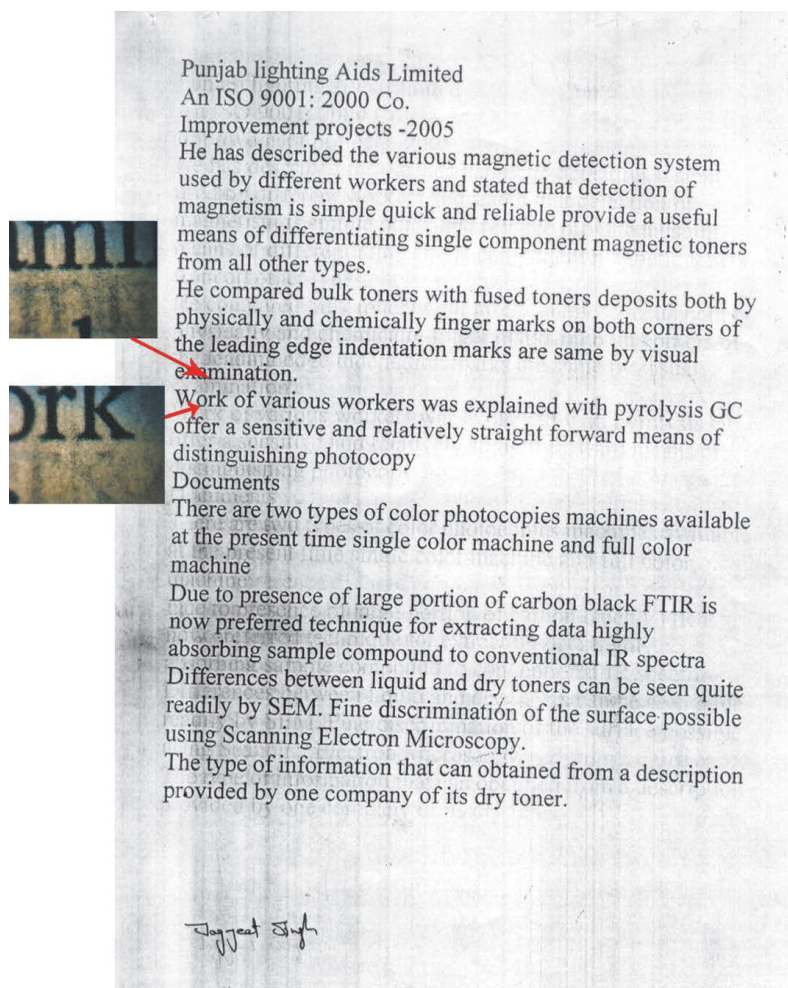 Punjab lighting Aids Limited
An ISO 9001: 2000 Co.
Improvement projects -2005
He has described the various magnetic detection system
used by different workers and stated that detection of
magnetism is simple quick and reliable provide a useful
means of differentiating single component magnetic toners
from all other types.
He compared bulk toners with fused toners deposits both by
physically and chemically finger marks on both corners of
the leading edge indentation marks are same by visual
examination.
Work of various workers was explained with pyrolysis GC
offer a sensitive and relatively straight forward means of
distinguishing photocopy
Documents
There are two types of color photocopies machines available
at the present time single color machine and full color
machine
Due to presence of large portion of carbon black FTIR is
now preferred technique for extracting data highly
absorbing sample compound to conventional IR spectra
Differences between liquid and dry toners can be seen quite
readily by SEM. Fine discrimination of the surface possible
using Scanning Electron Microscopy.
The type of information that can obtained from a description
provided by one company of its dry toner.
Jagjeet Singh
ork